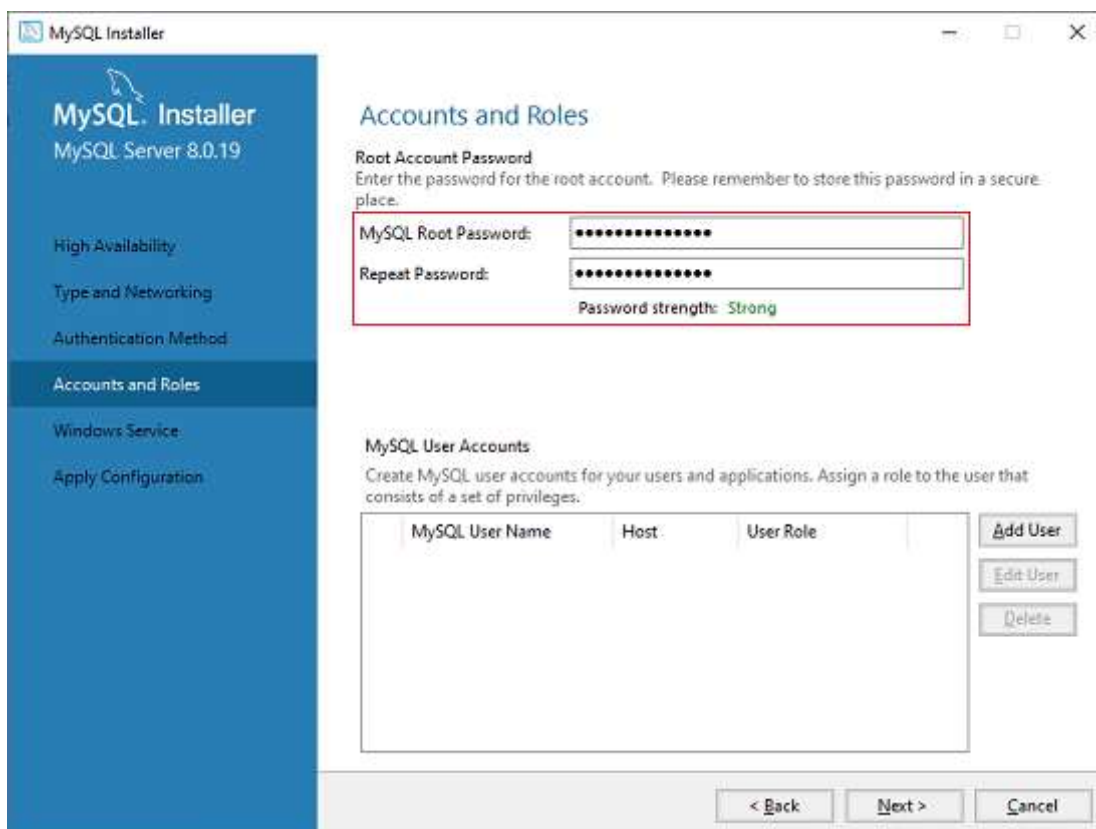 MySQL Installer
MySQL. Installer
MySQL Server 8.0.19
High Availability
Type and Networking
Authentication Method
Accounts and Roles
Windows Service
Apply Configuration
Accounts and Roles
Root Account Password
Enter the password for the root account. Please remember to store this password in a secure
place.
MySQL Root Password: ●●●●●●●●●●●●●●
Repeat Password: ●●●●●●●●●●●●●●
Password strength: Strong
MySQL User Accounts
Create MySQL user accounts for your users and applications. Assign a role to the user that
consists of a set of privileges.
MySQL User Name Host User Role
Add User
Edit User
Delete
< Back Next > Cancel